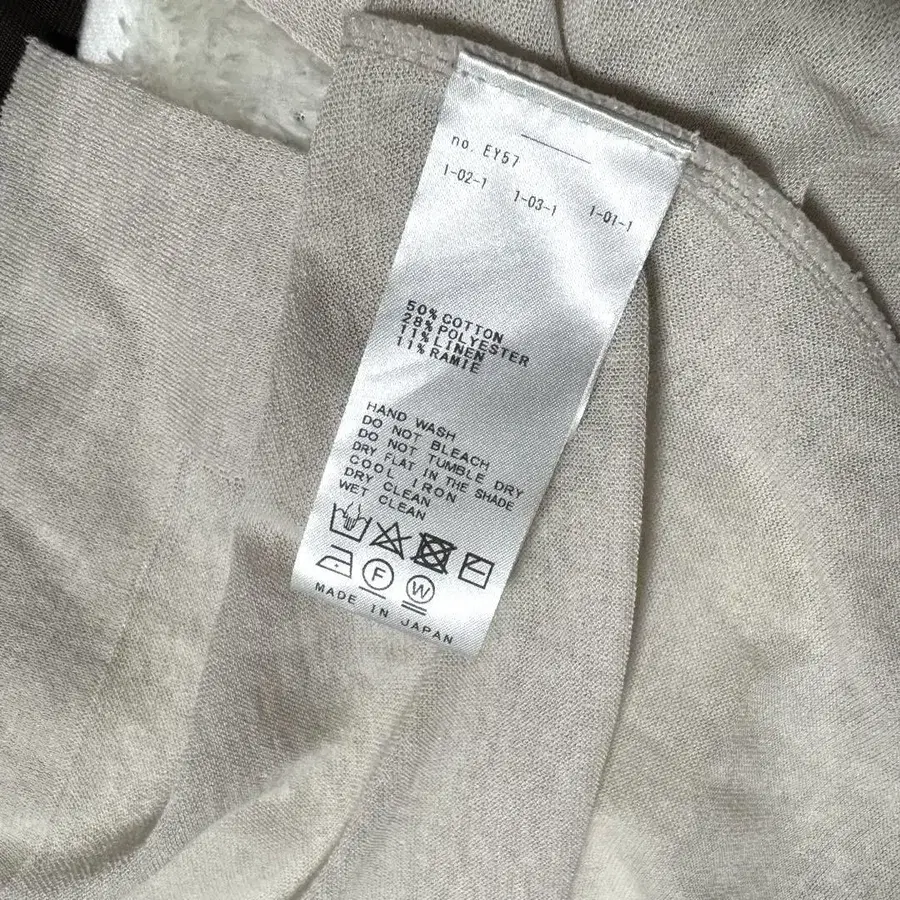 no. EY57
1-02-1 1-03-1 1-01-1
50% COTTON
28% POLYESTER
11% LINEN
11% RAMIE
HAND WASH
DO NOT BLEACH
DO NOT TUMBLE DRY
DRY FLAT IN THE SHADE
COOL IRON
DRY CLEAN
WET CLEAN
F W
MADE IN JAPAN